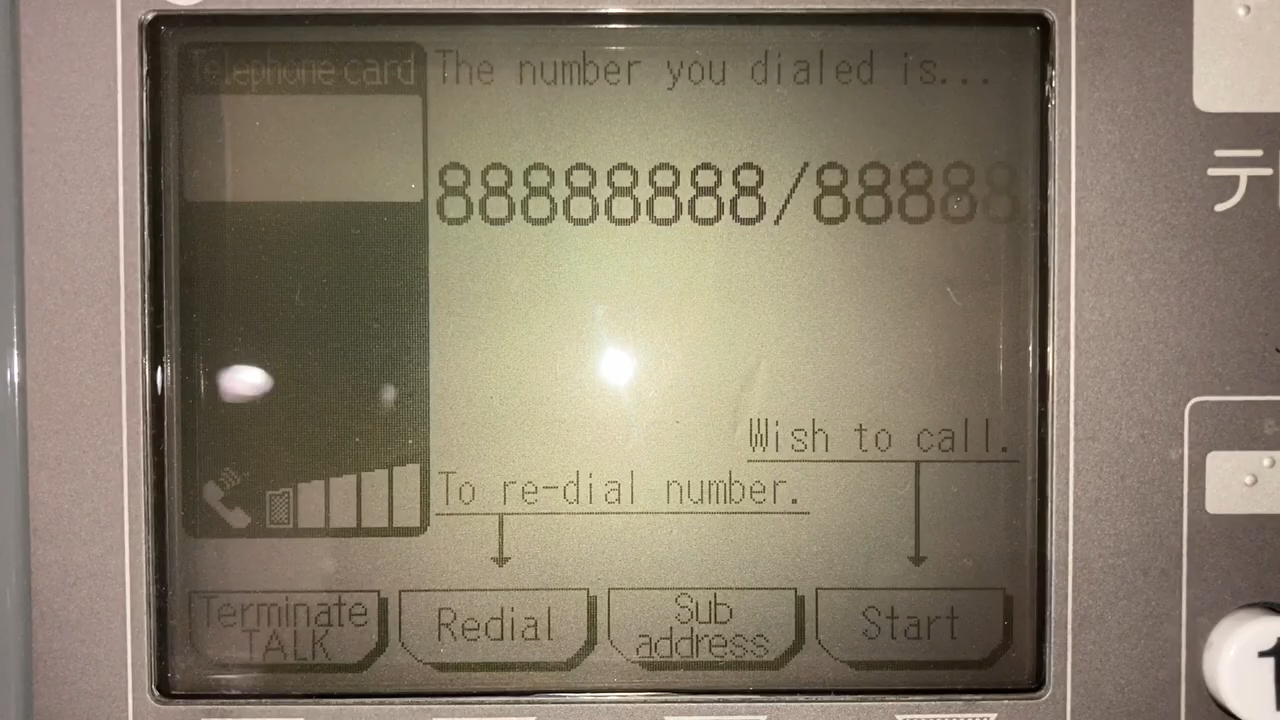 Telephone card
The number you dialed is...
88888888/88888
Wish to call.
To re-dial number.
Terminate
TALK
Redial
Sub
address
Start
テ
1